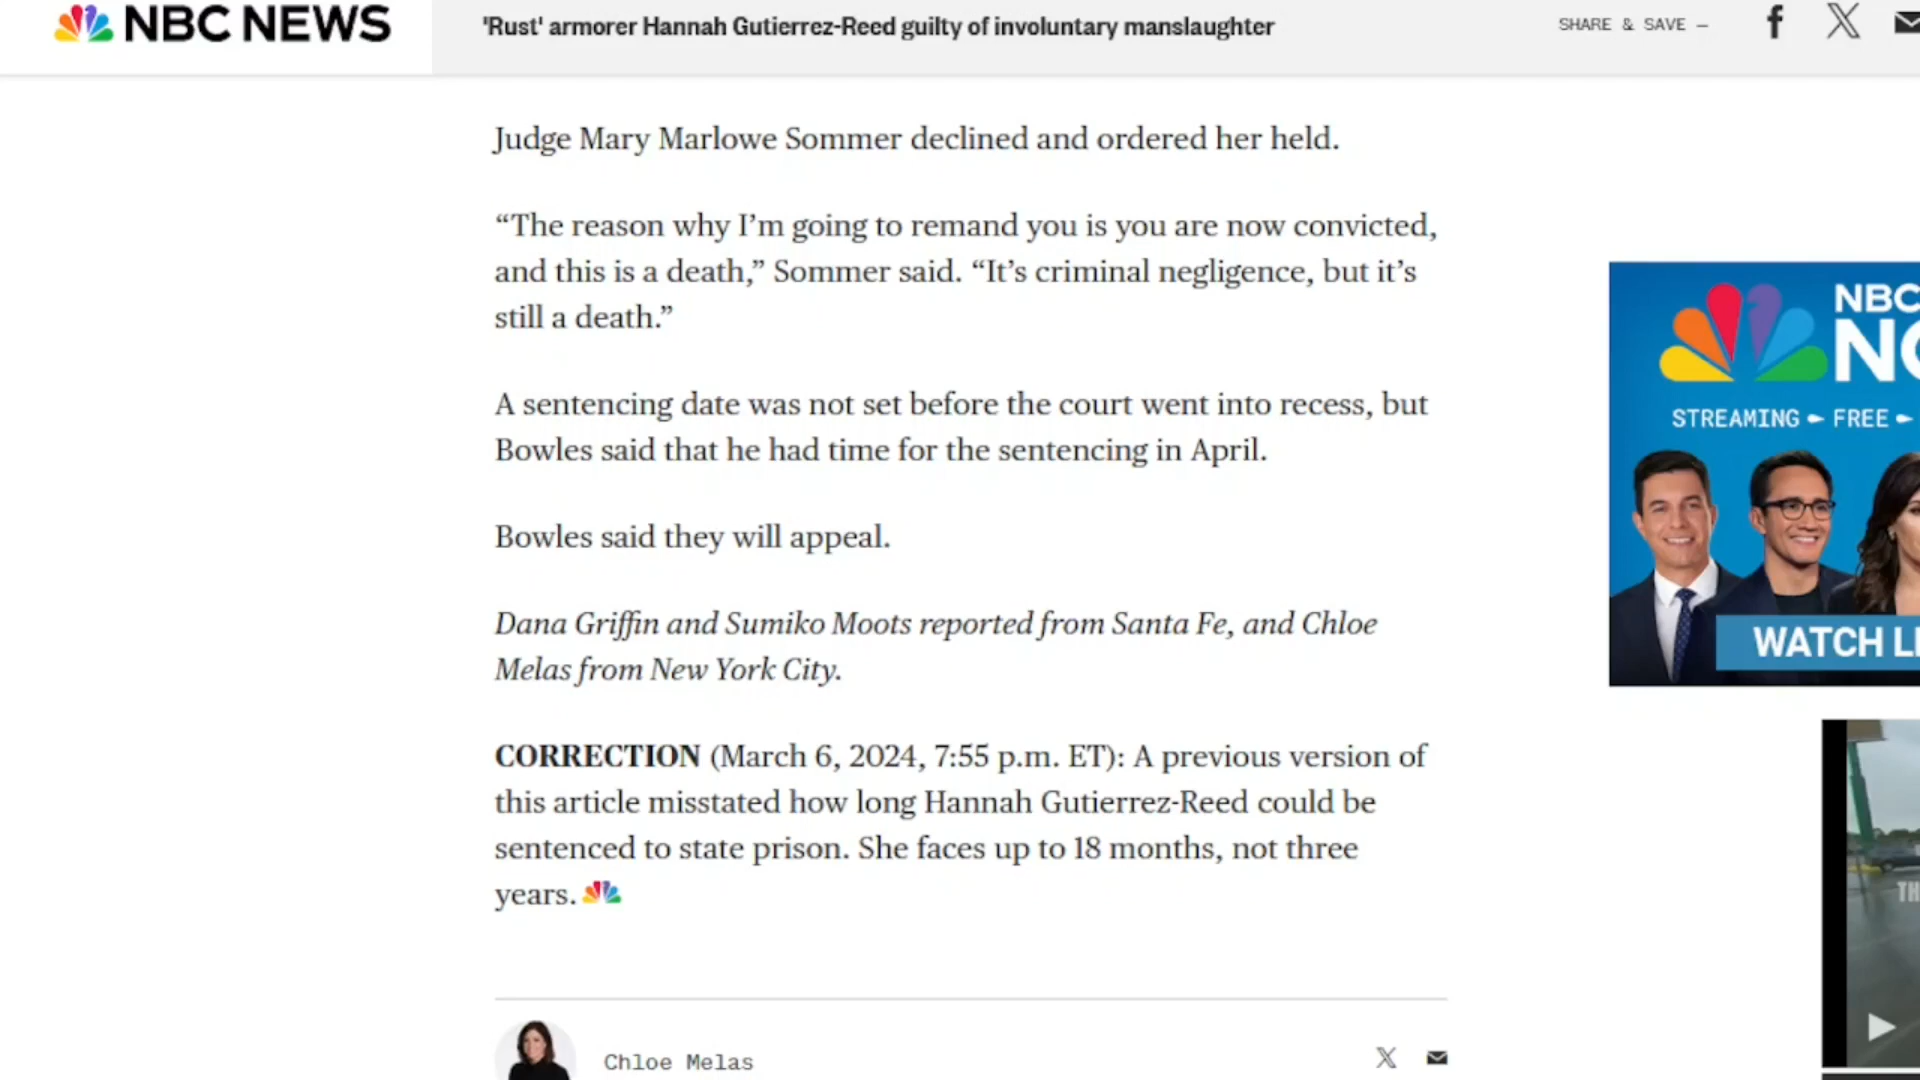 NBC NEWS
'Rust' armorer Hannah Gutierrez-Reed guilty of involuntary manslaughter
SHARE & SAVE —
Judge Mary Marlowe Sommer declined and ordered her held.
“The reason why I’m going to remand you is you are now convicted,
and this is a death,” Sommer said. “It’s criminal negligence, but it’s
still a death.”
A sentencing date was not set before the court went into recess, but
Bowles said that he had time for the sentencing in April.
Bowles said they will appeal.
Dana Griffin and Sumiko Moots reported from Santa Fe, and Chloe
Melas from New York City.
CORRECTION (March 6, 2024, 7:55 p.m. ET): A previous version of
this article misstated how long Hannah Gutierrez-Reed could be
sentenced to state prison. She faces up to 18 months, not three
years.
Chloe Melas
NBC
STREAMING FREE
WATCH
TH